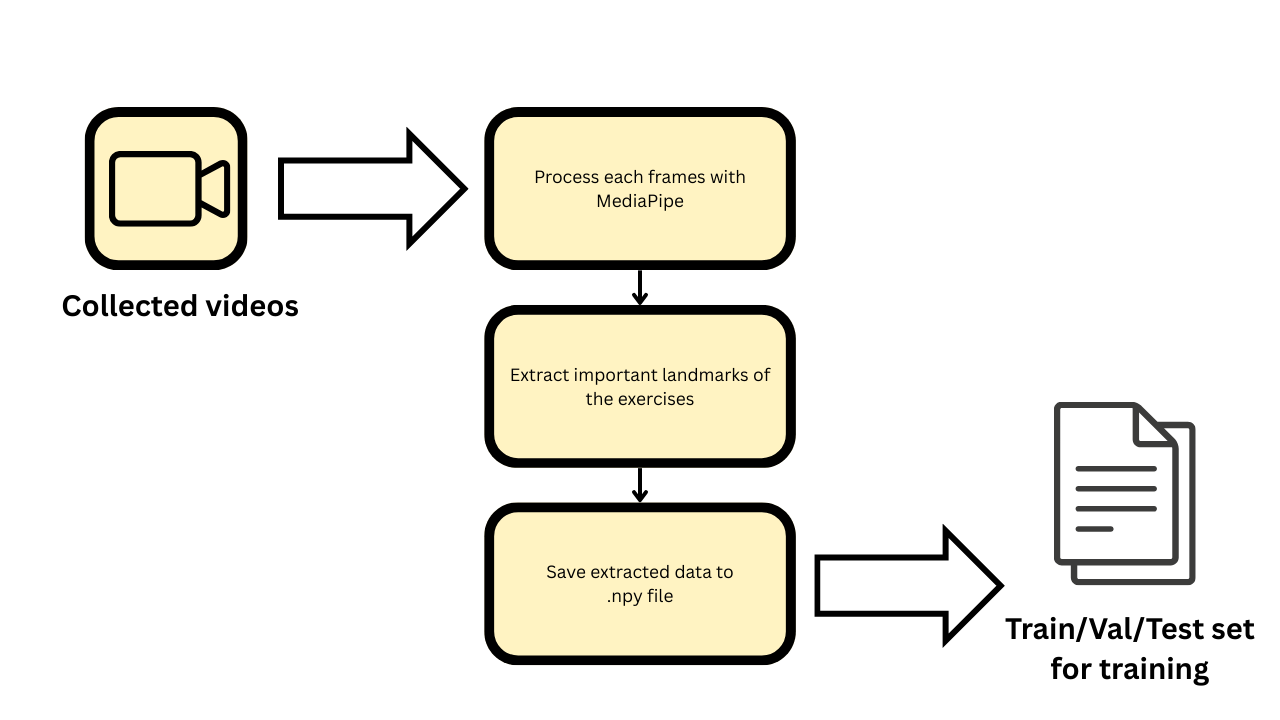 Process each frames with
MediaPipe
Collected videos
Extract important landmarks of
the exercises
Save extracted data to
.npy file
Train/Val/Test set
for training